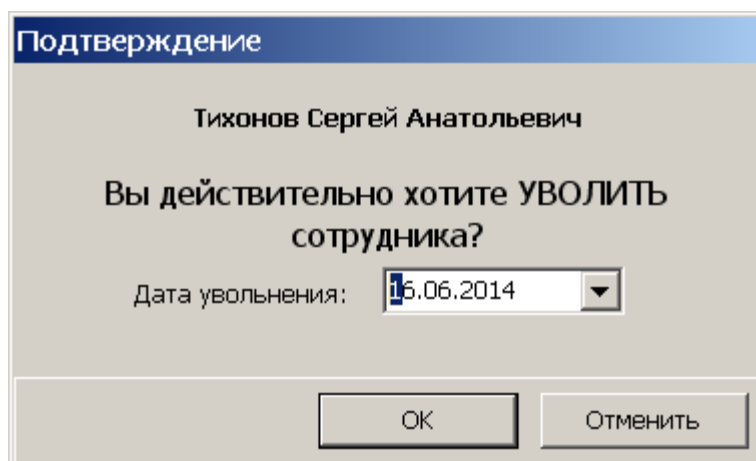 Подтверждение
Тихонов Сергей Анатольевич
Вы действительно хотите УВОЛИТЬ
сотрудника?
Дата увольнения: 16.06.2014
OK Отменить